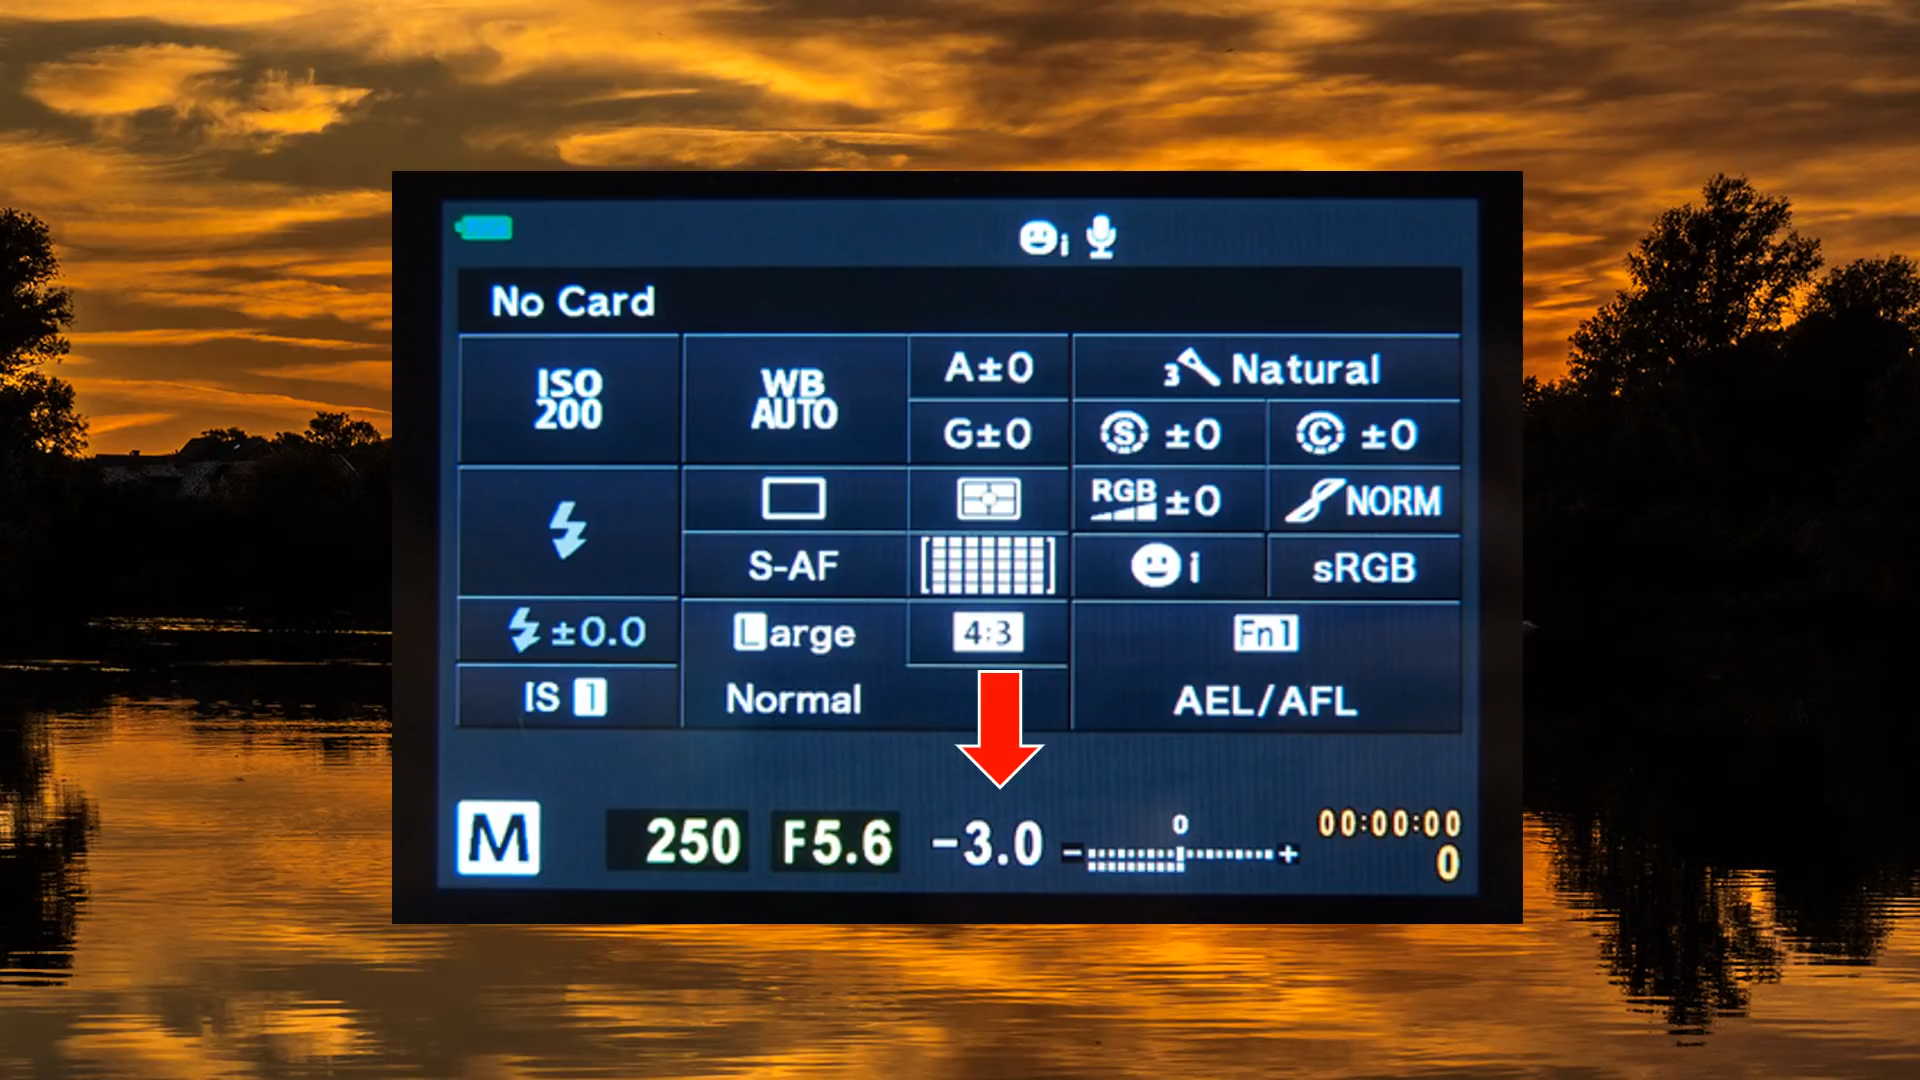 No Card
ISO 200
WB AUTO
A±0
3 Natural
G±0
S ±0
C ±0
RGB ±0
NORM
S-AF
i
sRGB
±0.0
Large
4:3
Fn1
IS 1
Normal
AEL/AFL
M
250
F5.6
-3.0
- 0 +
00:00:00
0